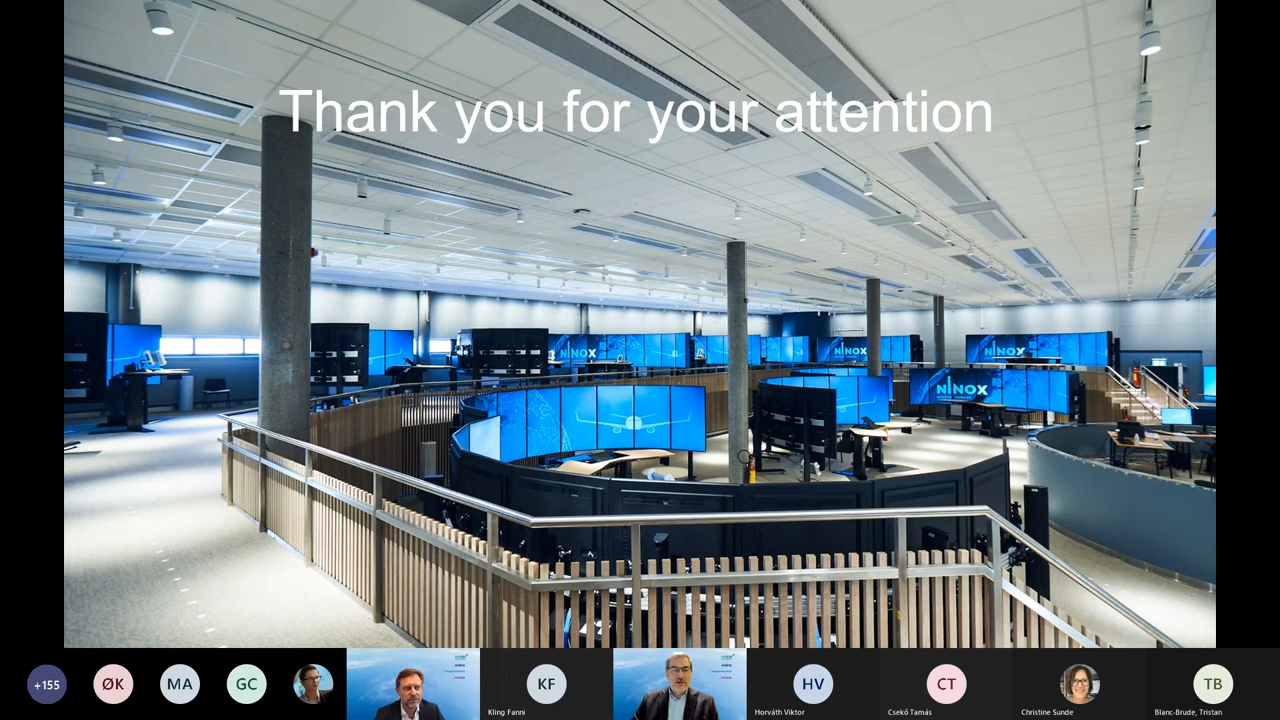 Thank you for your attention
NINOX
NINOX
NINOX
NINOX
+155
ØK
MA
GC
KF
Kling Fanni
HV
Horváth Viktor
CT
Csekő Tamás
Christine Sunde
TB
Blanc-Brude, Tristan